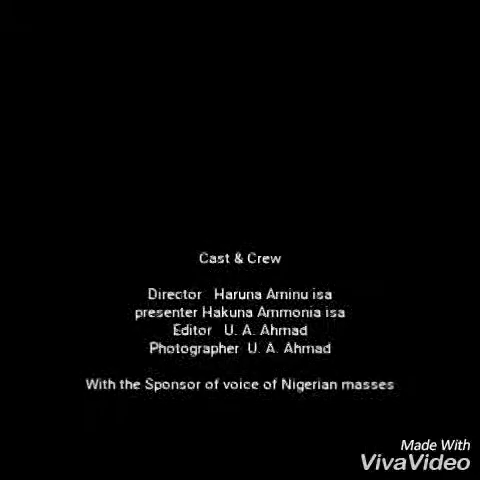 Cast & Crew
Director Haruna Aminu isa
presenter Hakuna Ammonia isa
Editor U. A. Ahmad
Photographer U. A. Ahmad
With the Sponsor of voice of Nigerian masses
Made With
VivaVideo